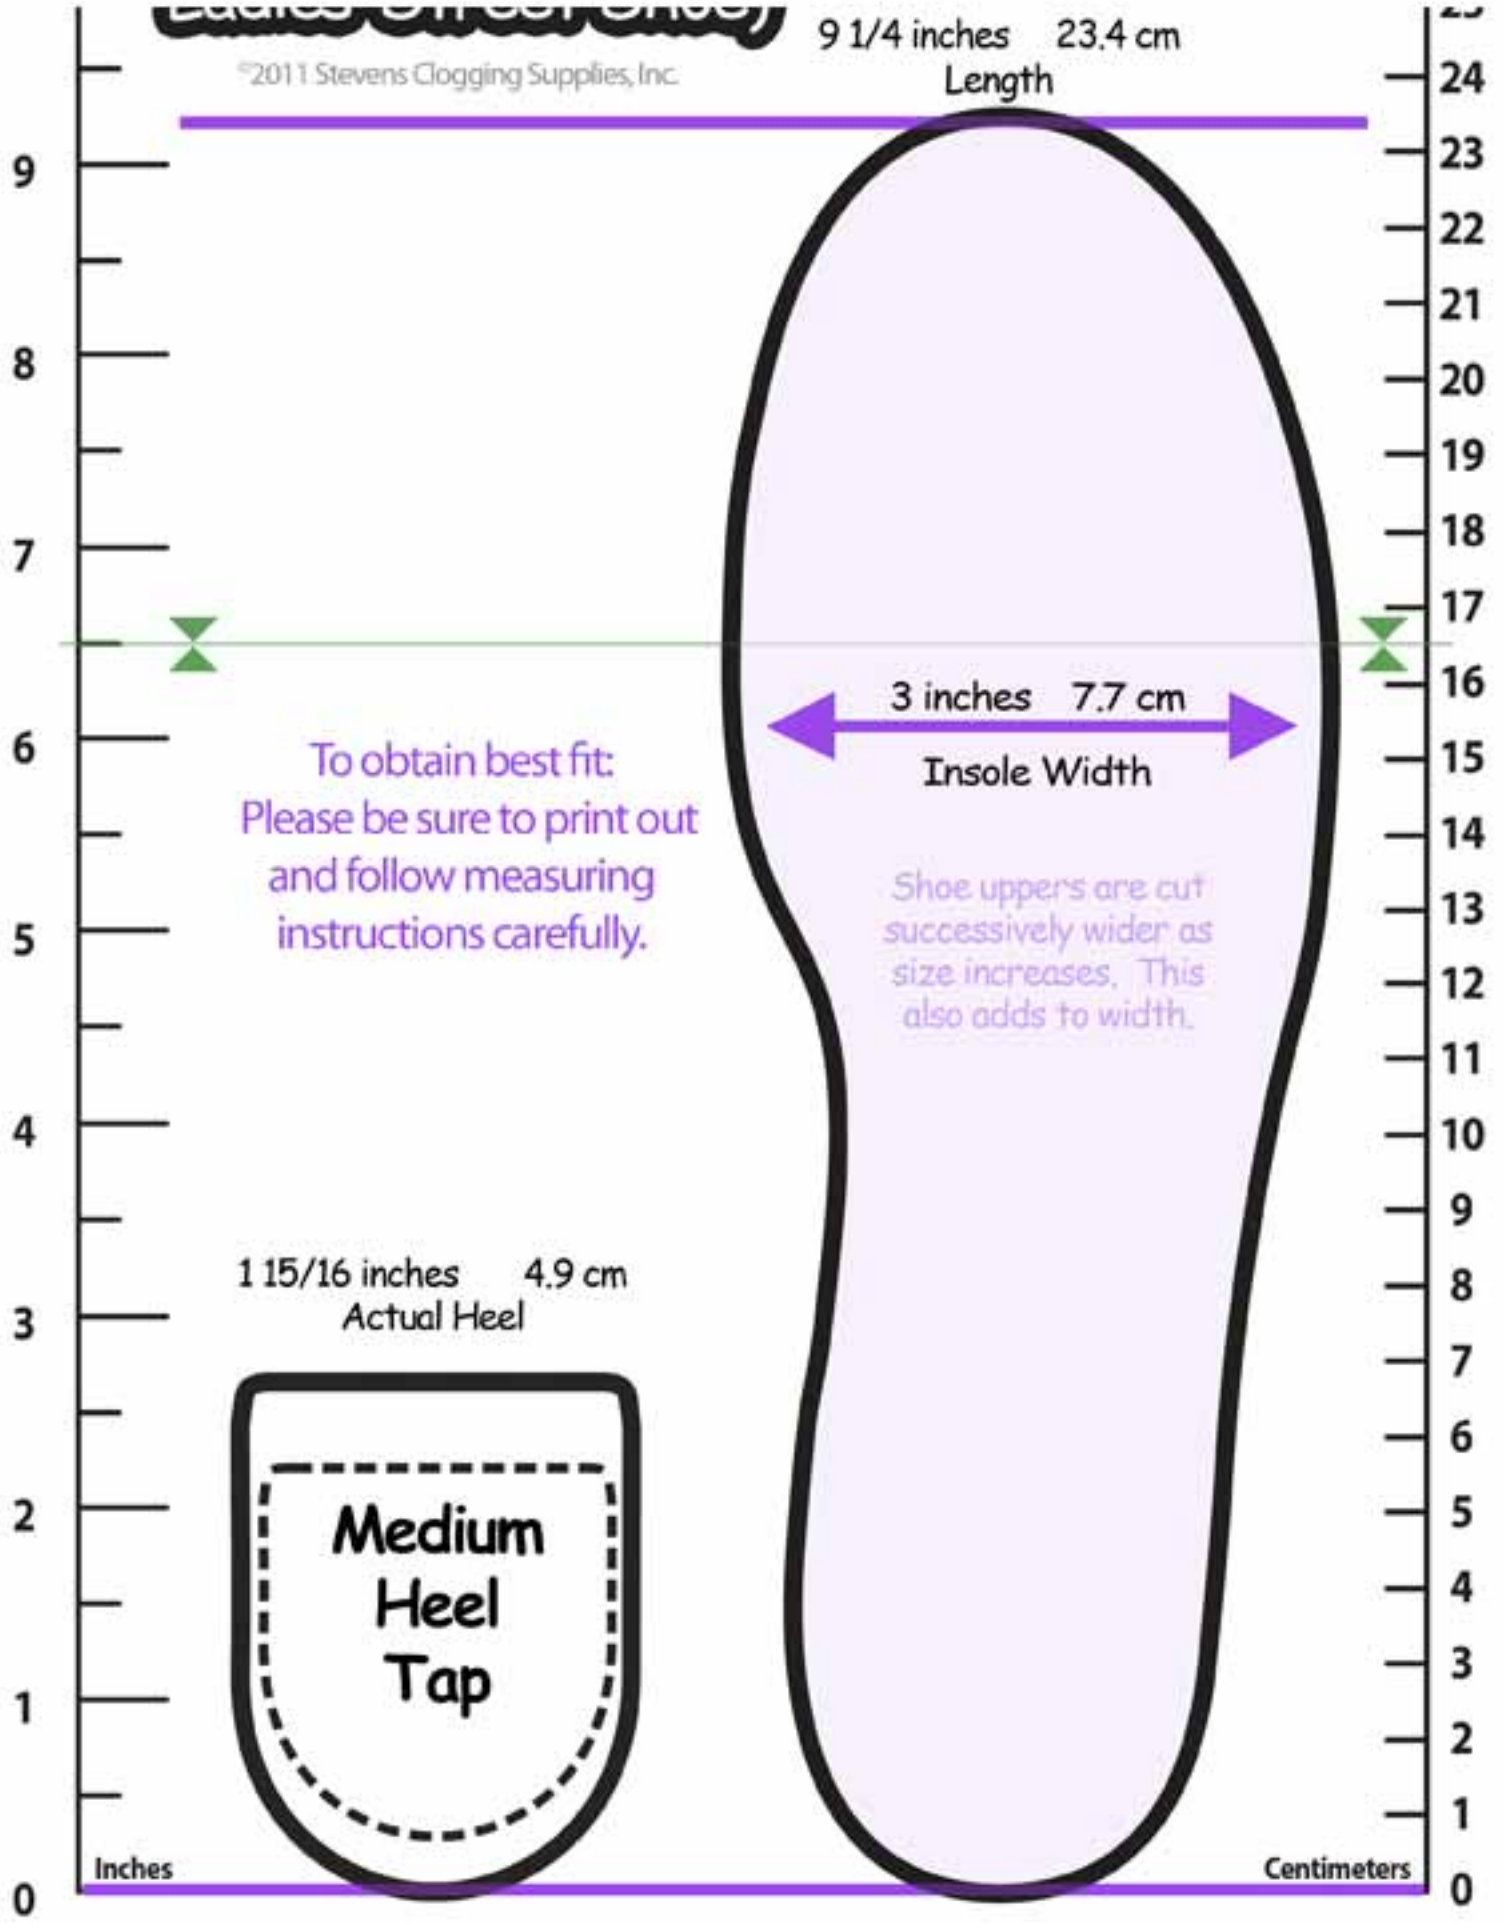 9 1/4 inches 23.4 cm
Length
©2011 Stevens Clogging Supplies, Inc.
3 inches 7.7 cm
Insole Width
To obtain best fit:
Please be sure to print out
and follow measuring
instructions carefully.
Shoe uppers are cut
successively wider as
size increases. This
also adds to width.
1 15/16 inches 4.9 cm
Actual Heel
Medium
Heel
Tap
Inches
Centimeters
9
8
7
6
5
4
3
2
1
0
24
23
22
21
20
19
18
17
16
15
14
13
12
11
10
9
8
7
6
5
4
3
2
1
0